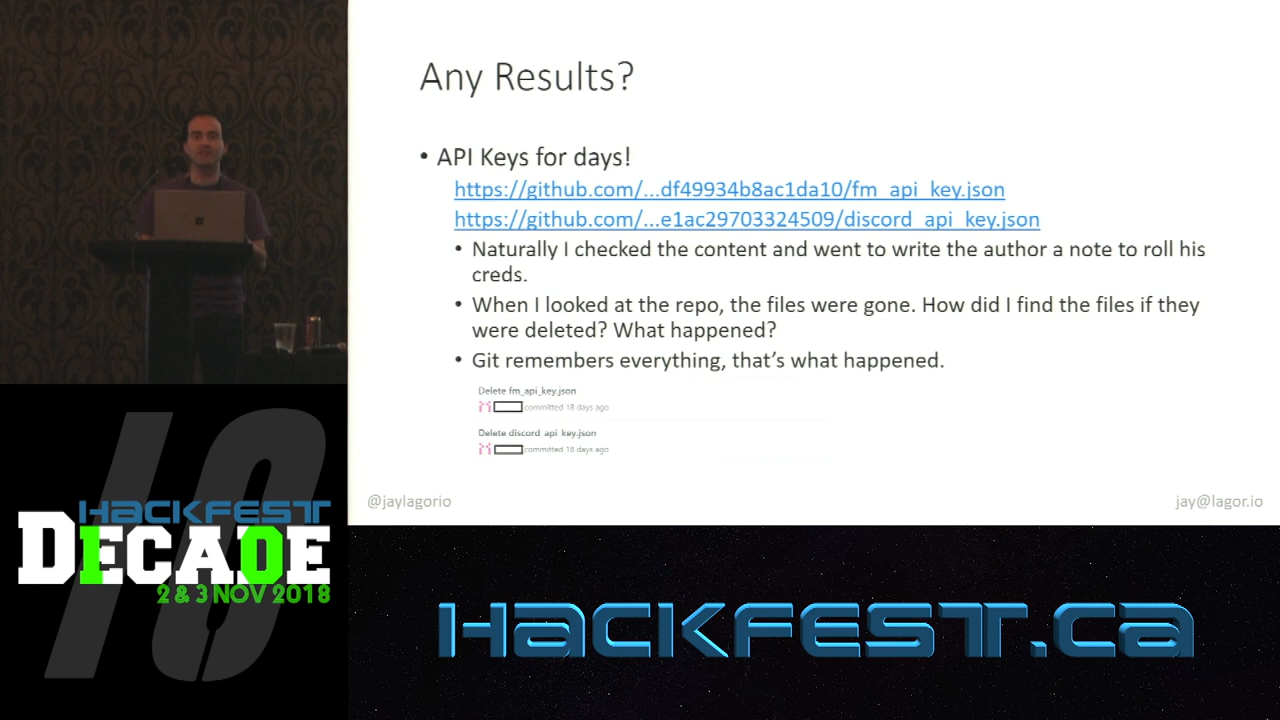 Any Results?
• API Keys for days!
https://github.com/...df49934b8ac1da10/fm_api_key.json
https://github.com/...e1ac29703324509/discord_api_key.json
• Naturally I checked the content and went to write the author a note to roll his
creds.
• When I looked at the repo, the files were gone. How did I find the files if they
were deleted? What happened?
• Git remembers everything, that's what happened.
Delete fm_api_key.json
committed 18 days ago
Delete discord_api_key.json
committed 18 days ago
@jaylagorio
jay@lagor.io
10
HACKFEST
DECADE
2 & 3 NOV 2018
HACKFEST.CA